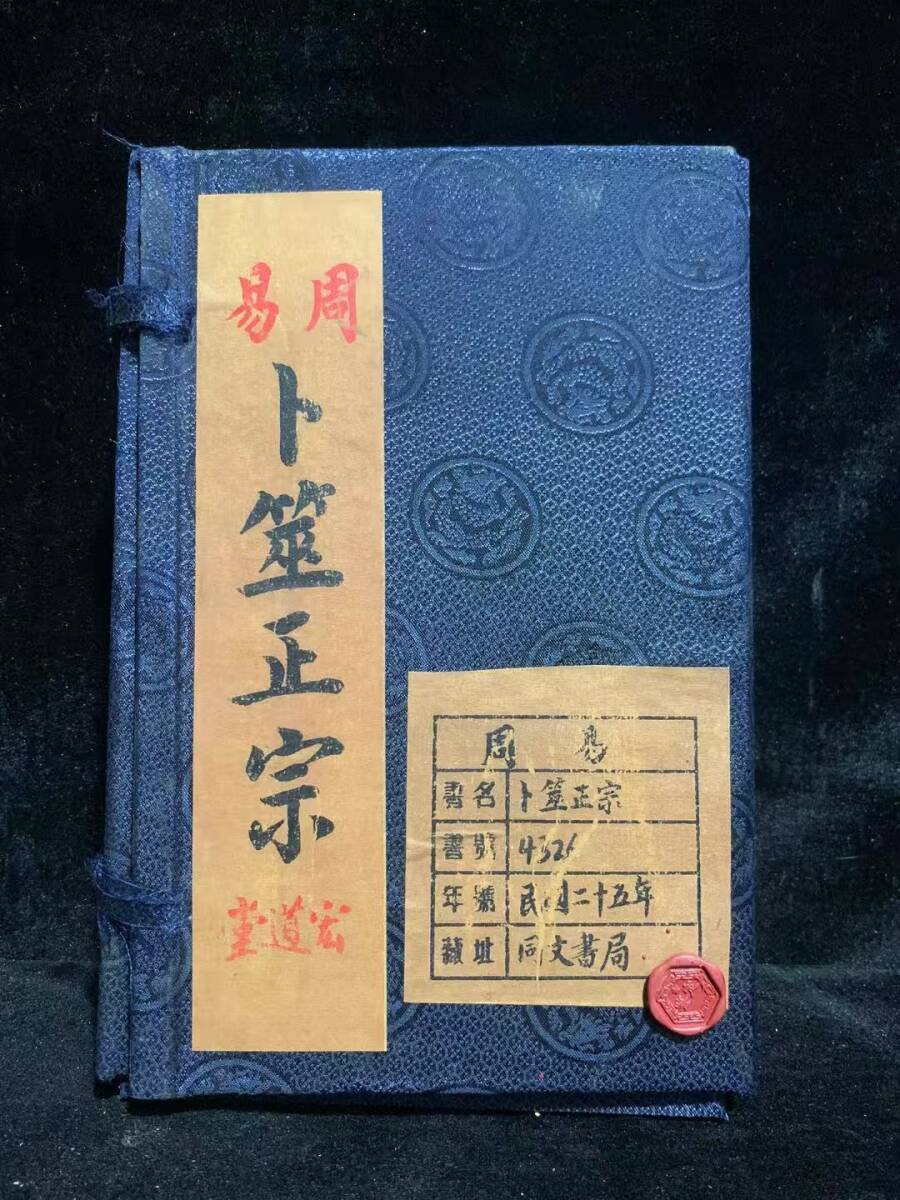 周易
卜筮正宗
宏道堂
周易
書名 卜筮正宗
書號 4326
年號 民國二十五年
藏址 同文書局